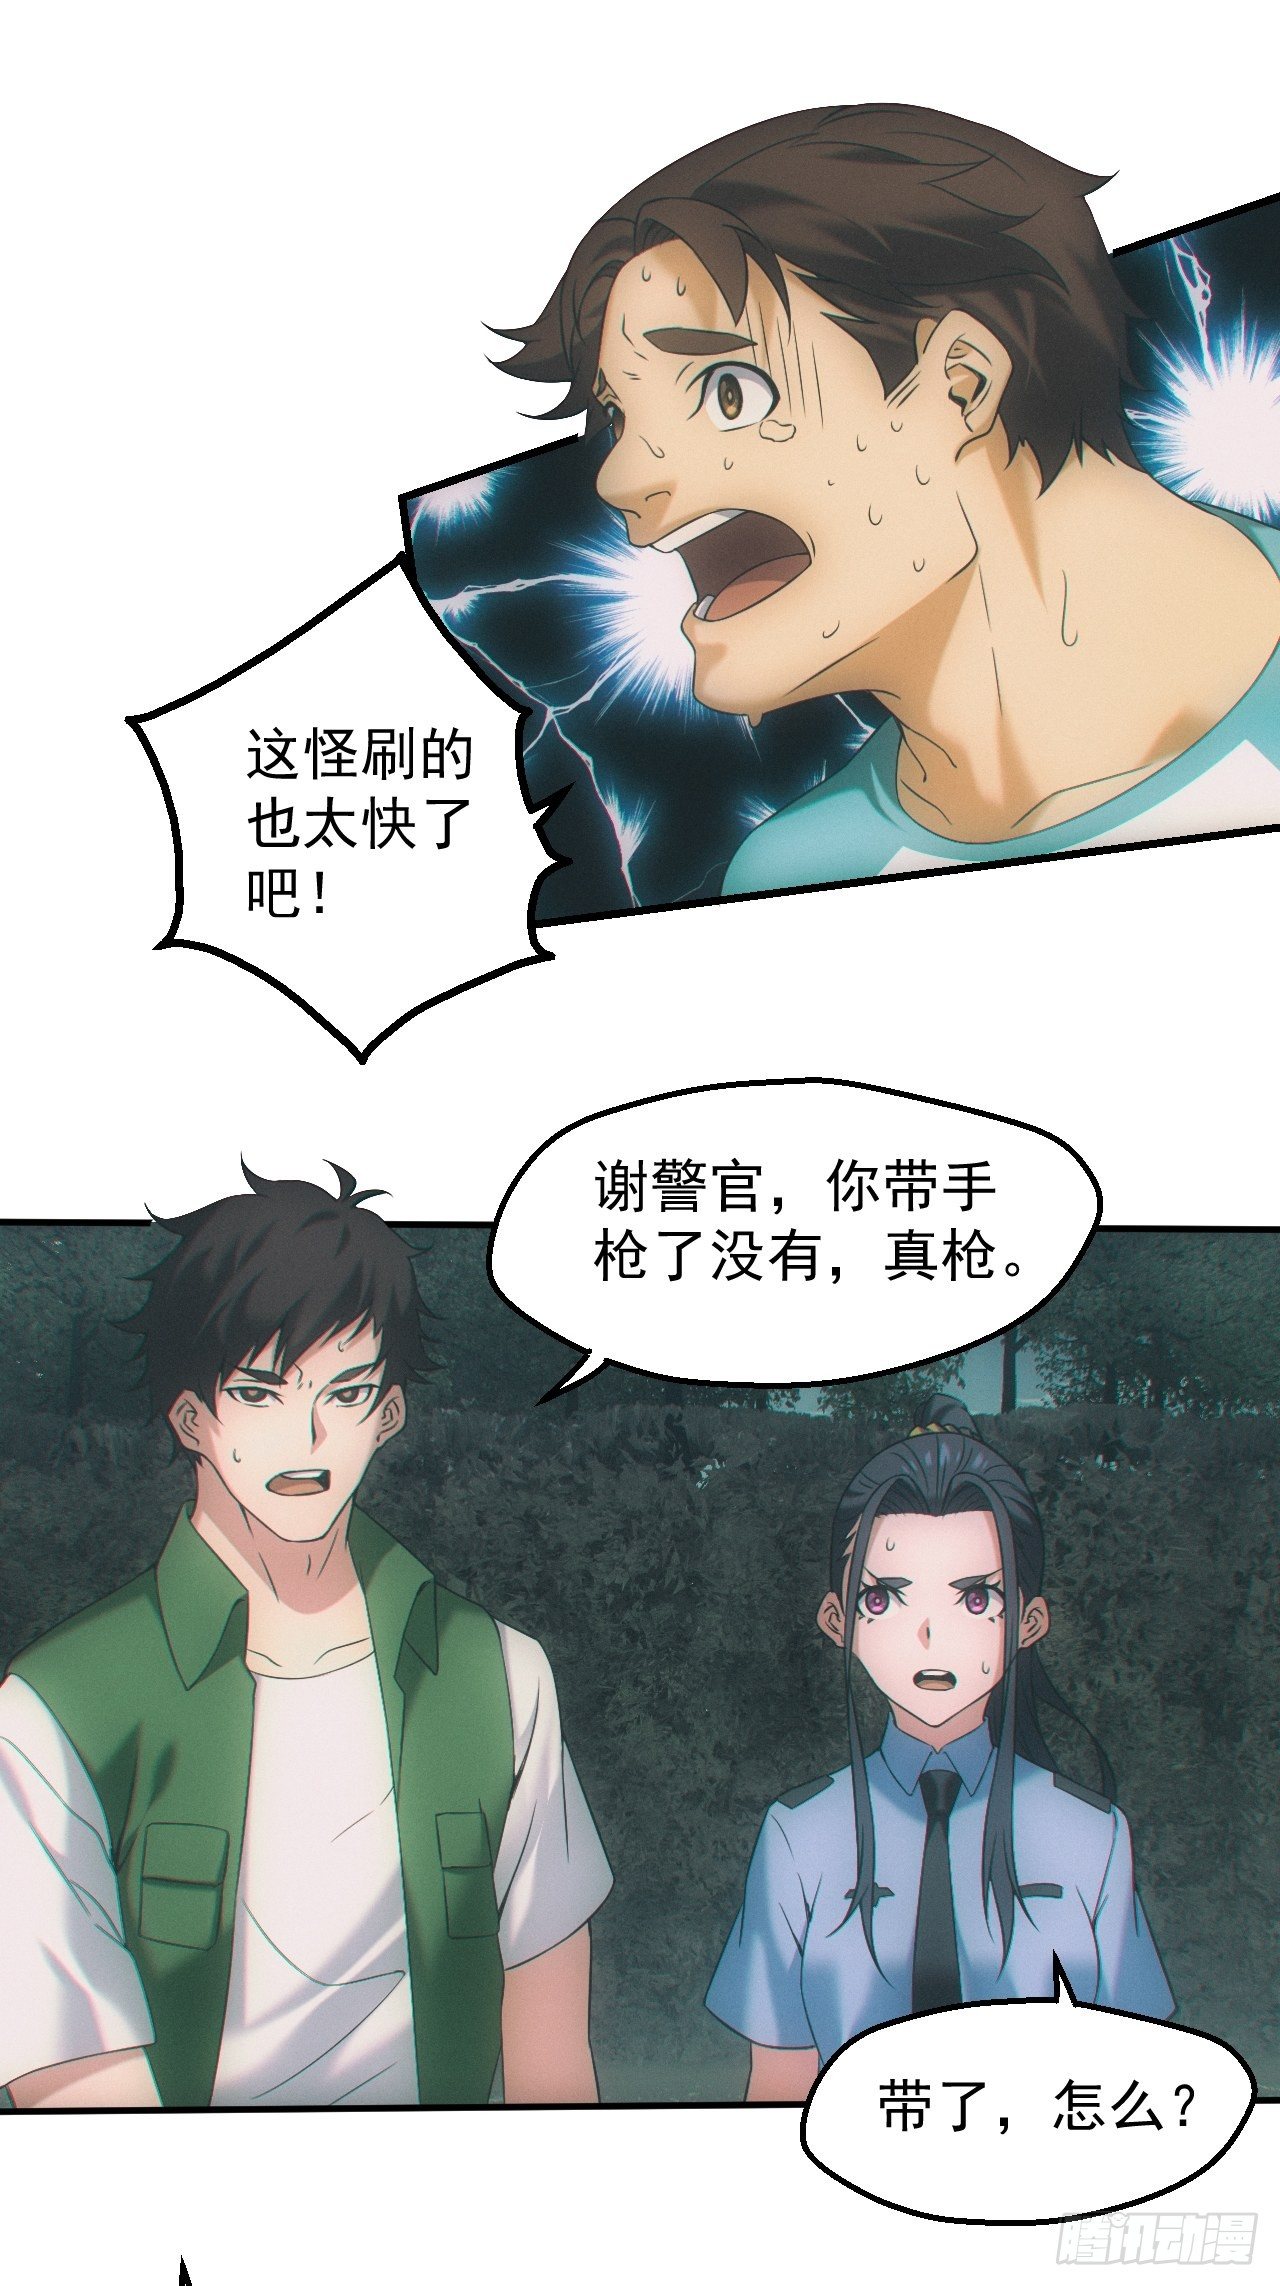 这怪刷的
也太快了
吧！
谢警官，你带手
枪了没有，真枪。
带了，怎么？
腾讯动漫